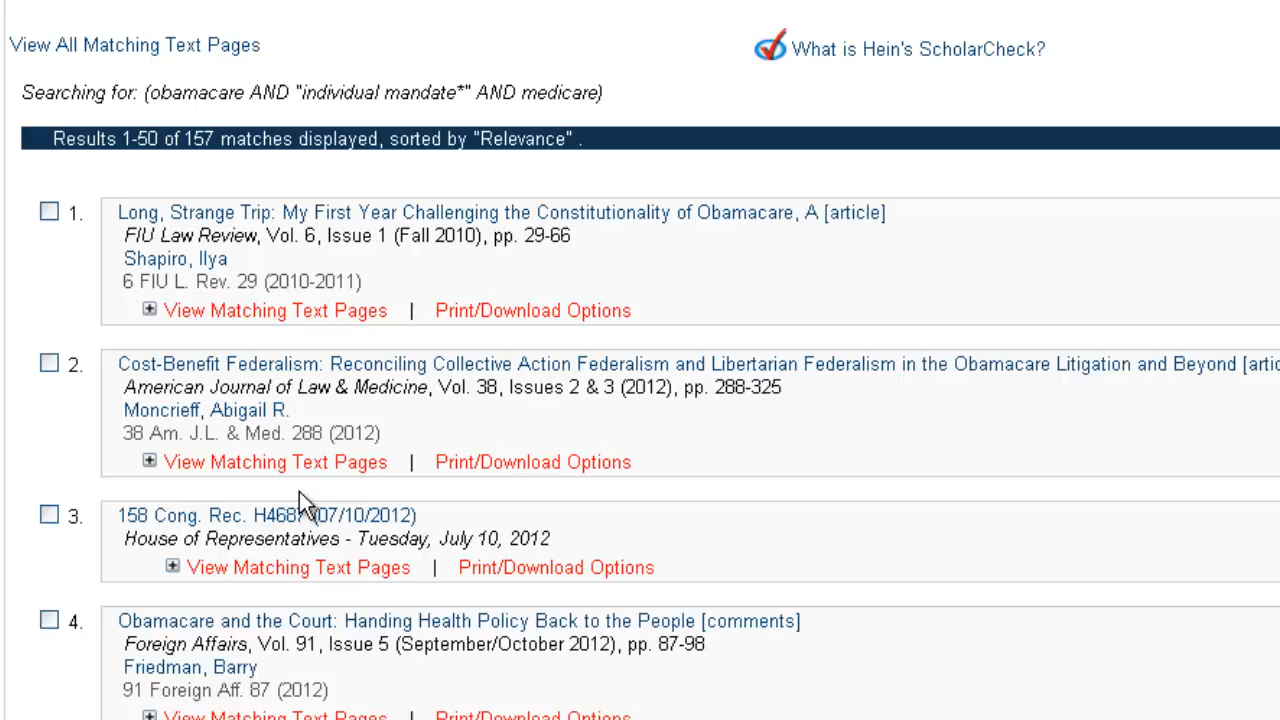 View All Matching Text Pages
What is Hein's ScholarCheck?
Searching for: (obamacare AND "individual mandate*" AND medicare)
Results 1-50 of 157 matches displayed, sorted by "Relevance" .
1. Long, Strange Trip: My First Year Challenging the Constitutionality of Obamacare, A [article]
FIU Law Review, Vol. 6, Issue 1 (Fall 2010), pp. 29-66
Shapiro, Ilya
6 FIU L. Rev. 29 (2010-2011)
View Matching Text Pages | Print/Download Options
2. Cost-Benefit Federalism: Reconciling Collective Action Federalism and Libertarian Federalism in the Obamacare Litigation and Beyond
American Journal of Law & Medicine, Vol. 38, Issues 2 & 3 (2012), pp. 288-325
Moncrieff, Abigail R.
38 Am. J.L. & Med. 288 (2012)
View Matching Text Pages | Print/Download Options
3. 158 Cong. Rec. (07/10/2012)
House of Representatives - Tuesday, July 10, 2012
View Matching Text Pages | Print/Download Options
4. Obamacare and the Court: Handing Health Policy Back to the People [comments]
Foreign Affairs, Vol. 91, Issue 5 (September/October 2012), pp. 87-98
Friedman, Barry
91 Foreign Aff. 87 (2012)
View Matching Text Pages | Print/Download Options